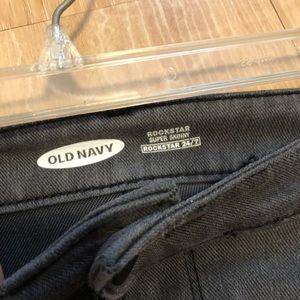 OLD NAVY
ROCKSTAR
SUPER SKINNY
ROCKSTAR 24/7